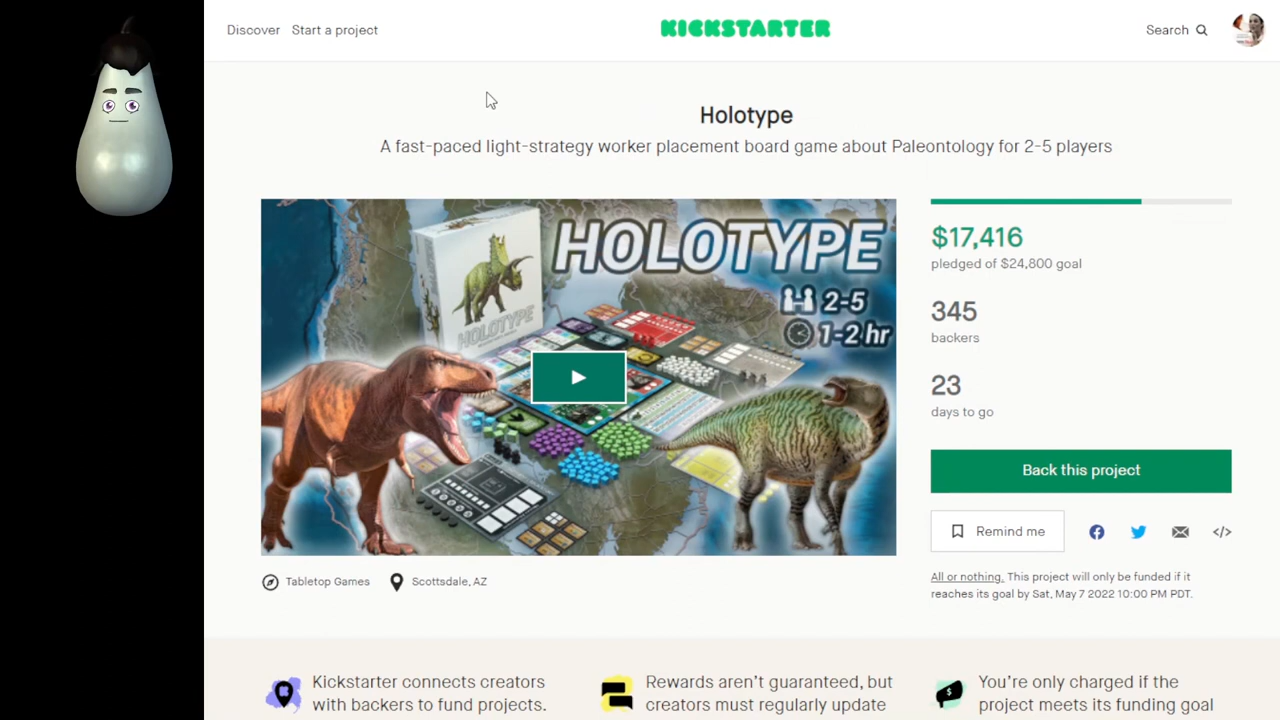 Discover Start a project
KICKSTARTER
Search
Holotype
A fast-paced light-strategy worker placement board game about Paleontology for 2-5 players
HOLOTYPE
2-5
1-2 hr
HOLOTYPE
$17,416
pledged of $24,800 goal
345
backers
23
days to go
Back this project
Remind me
</>
Tabletop Games Scottsdale, AZ
All or nothing. This project will only be funded if it
reaches its goal by Sat, May 7 2022 10:00 PM PDT.
Kickstarter connects creators
with backers to fund projects.
Rewards aren't guaranteed, but
creators must regularly update
You're only charged if the
project meets its funding goal